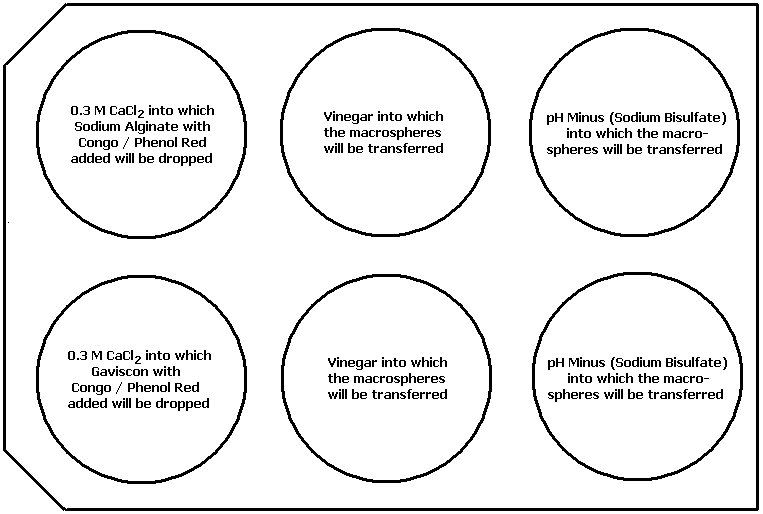 0.3 M CaCl2 into which
Sodium Alginate with
Congo / Phenol Red
added will be dropped
Vinegar into which
the macrospheres
will be transferred
pH Minus (Sodium Bisulfate)
into which the macro-
spheres will be transferred
0.3 M CaCl2 into which
Gaviscon with
Congo / Phenol Red
added will be dropped
Vinegar into which
the macrospheres
will be transferred
pH Minus (Sodium Bisulfate)
into which the macro-
spheres will be transferred